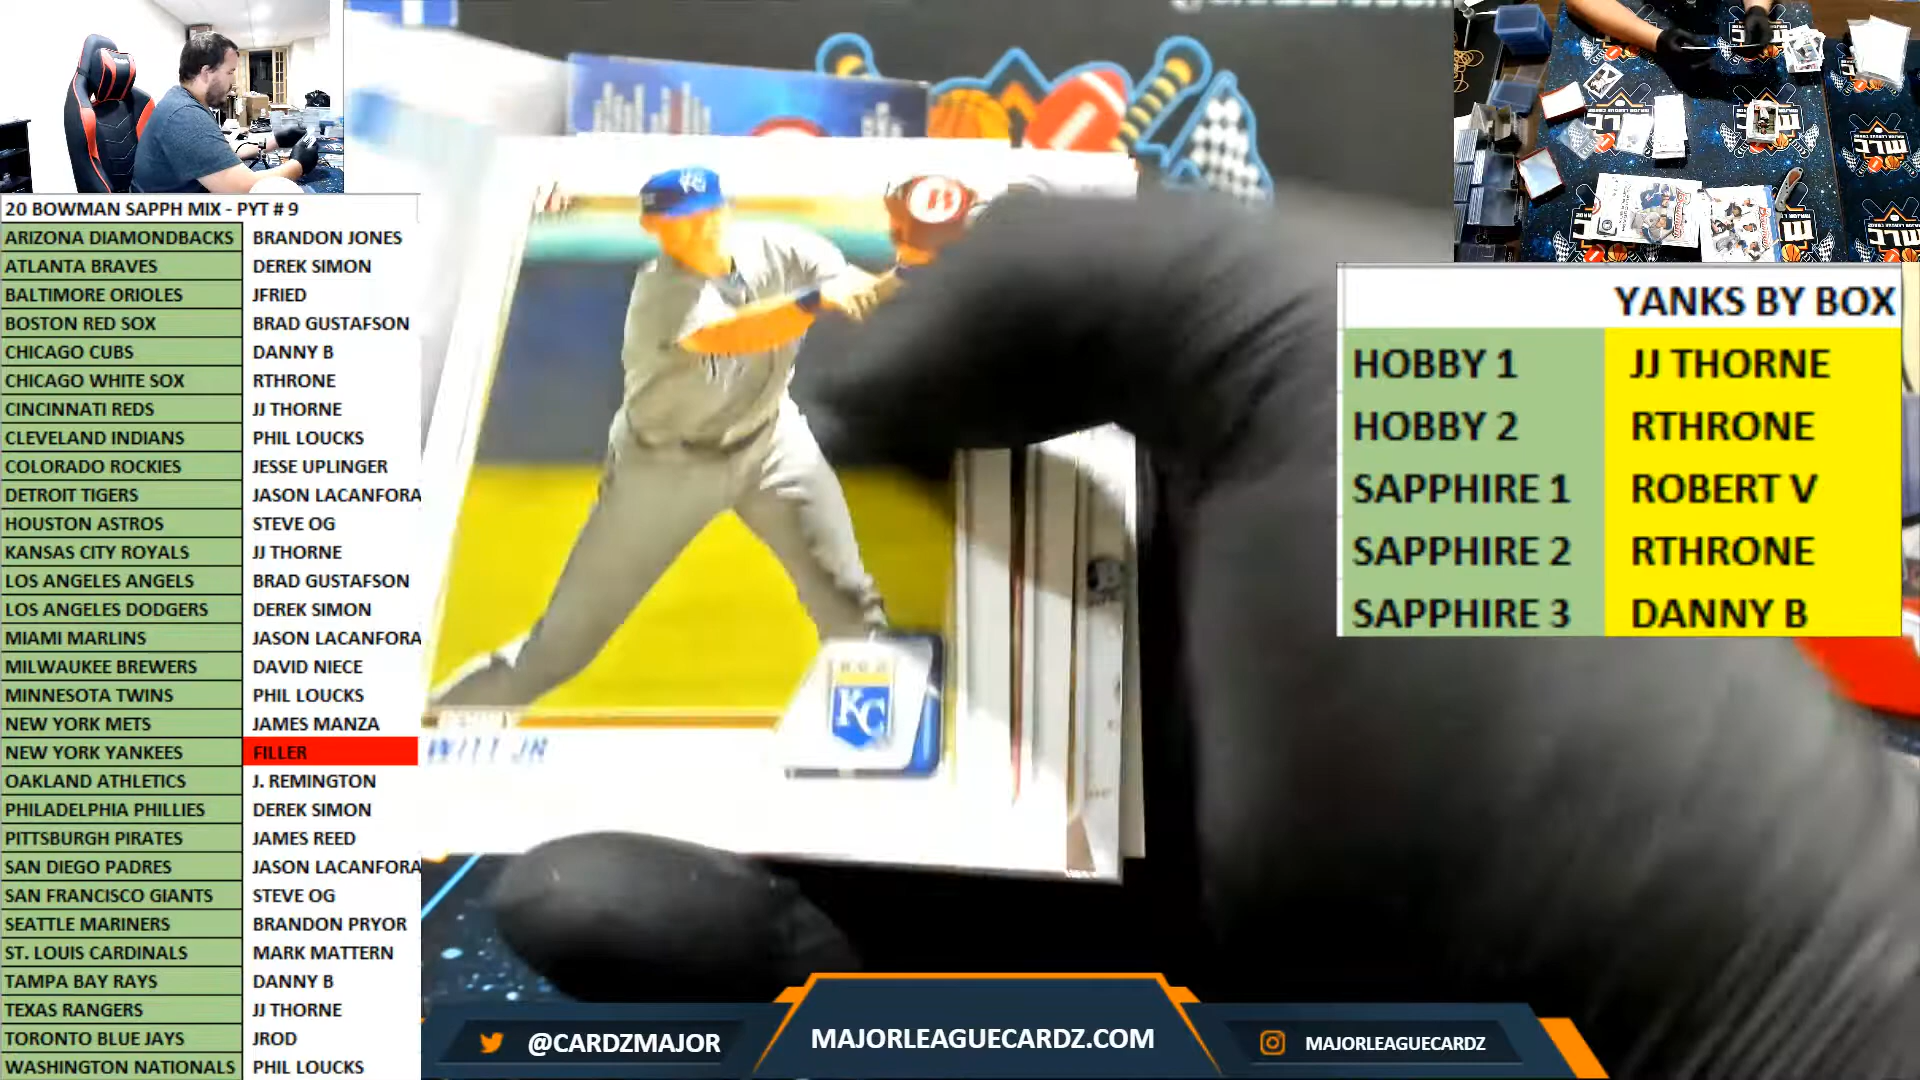 20 BOWMAN SAPPH MIX - PYT # 9
ARIZONA DIAMONDBACKS BRANDON JONES
ATLANTA BRAVES DEREK SIMON
BALTIMORE ORIOLES JFRIED
BOSTON RED SOX BRAD GUSTAFSON
CHICAGO CUBS DANNY B
CHICAGO WHITE SOX RTHRONE
CINCINNATI REDS JJ THORNE
CLEVELAND INDIANS PHIL LOUCKS
COLORADO ROCKIES JESSE UPLINGER
DETROIT TIGERS JASON LACANFORA
HOUSTON ASTROS STEVE OG
KANSAS CITY ROYALS JJ THORNE
LOS ANGELES ANGELS BRAD GUSTAFSON
LOS ANGELES DODGERS DEREK SIMON
MIAMI MARLINS JASON LACANFORA
MILWAUKEE BREWERS DAVID NIECE
MINNESOTA TWINS PHIL LOUCKS
NEW YORK METS JAMES MANZA
NEW YORK YANKEES FILLER
OAKLAND ATHLETICS J. REMINGTON
PHILADELPHIA PHILLIES DEREK SIMON
PITTSBURGH PIRATES JAMES REED
SAN DIEGO PADRES JASON LACANFORA
SAN FRANCISCO GIANTS STEVE OG
SEATTLE MARINERS BRANDON PRYOR
ST. LOUIS CARDINALS MARK MATTERN
TAMPA BAY RAYS DANNY B
TEXAS RANGERS JJ THORNE
TORONTO BLUE JAYS JROD
WASHINGTON NATIONALS PHIL LOUCKS
WITT JR
KC
YANKS BY BOX
HOBBY 1 JJ THORNE
HOBBY 2 RTHRONE
SAPPHIRE 1 ROBERT V
SAPPHIRE 2 RTHRONE
SAPPHIRE 3 DANNY B
@CARDZMAJOR
MAJORLEAGUECARDZ.COM
MAJORLEAGUECARDZ